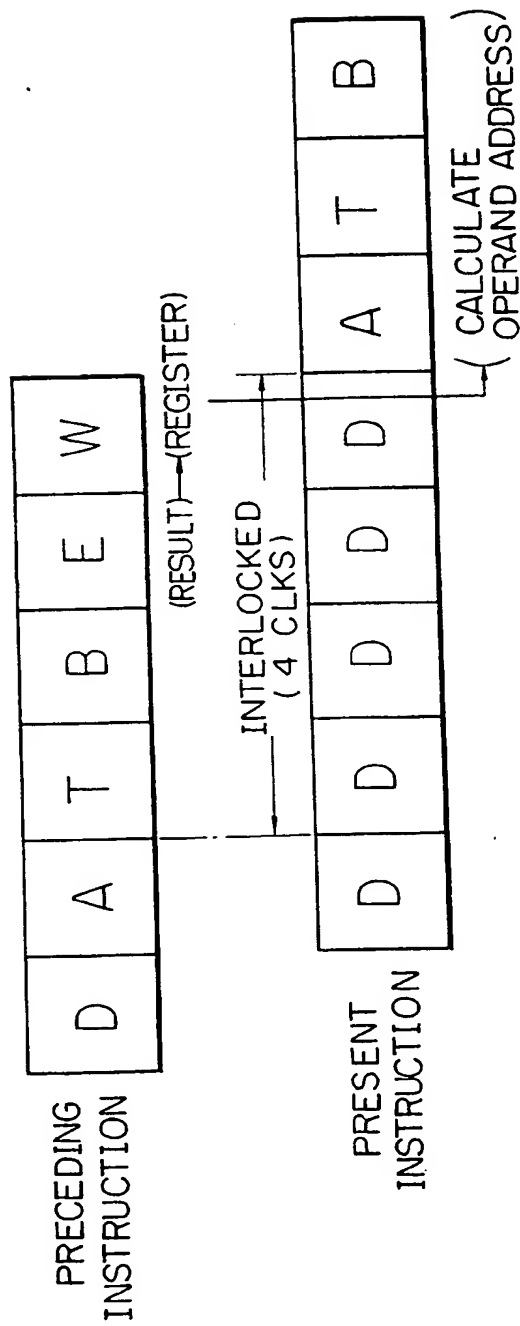 PRECEDING
INSTRUCTION
D A T B E W
(RESULT)→(REGISTER)
INTERLOCKED
(4 CLKS)
PRESENT
INSTRUCTION
D D D D D A T B
( CALCULATE
OPERAND ADDRESS)